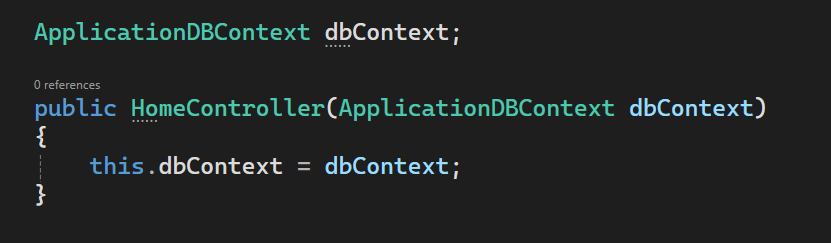 ApplicationDBContext dbContext;
0 references
public HomeController(ApplicationDBContext dbContext)
{
this.dbContext = dbContext;
}